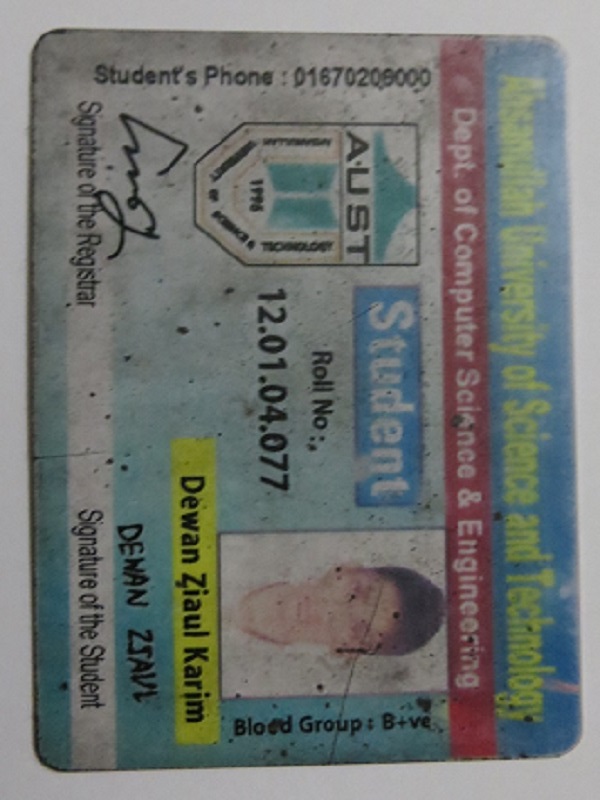 Ahsanullah University of Science and Technology
Dept. of Computer Science & Engineering
Student's Phone : 01670209000
AUST
AHSANULLAH
1995
OF SCIENCE &
TECHNOLOGY
Student
Roll No :
12.01.04.077
Blood Group : B+ve
Dewan Ziaul Karim
DEWAN ZIAUL
Signature of the Registrar
Signature of the Student